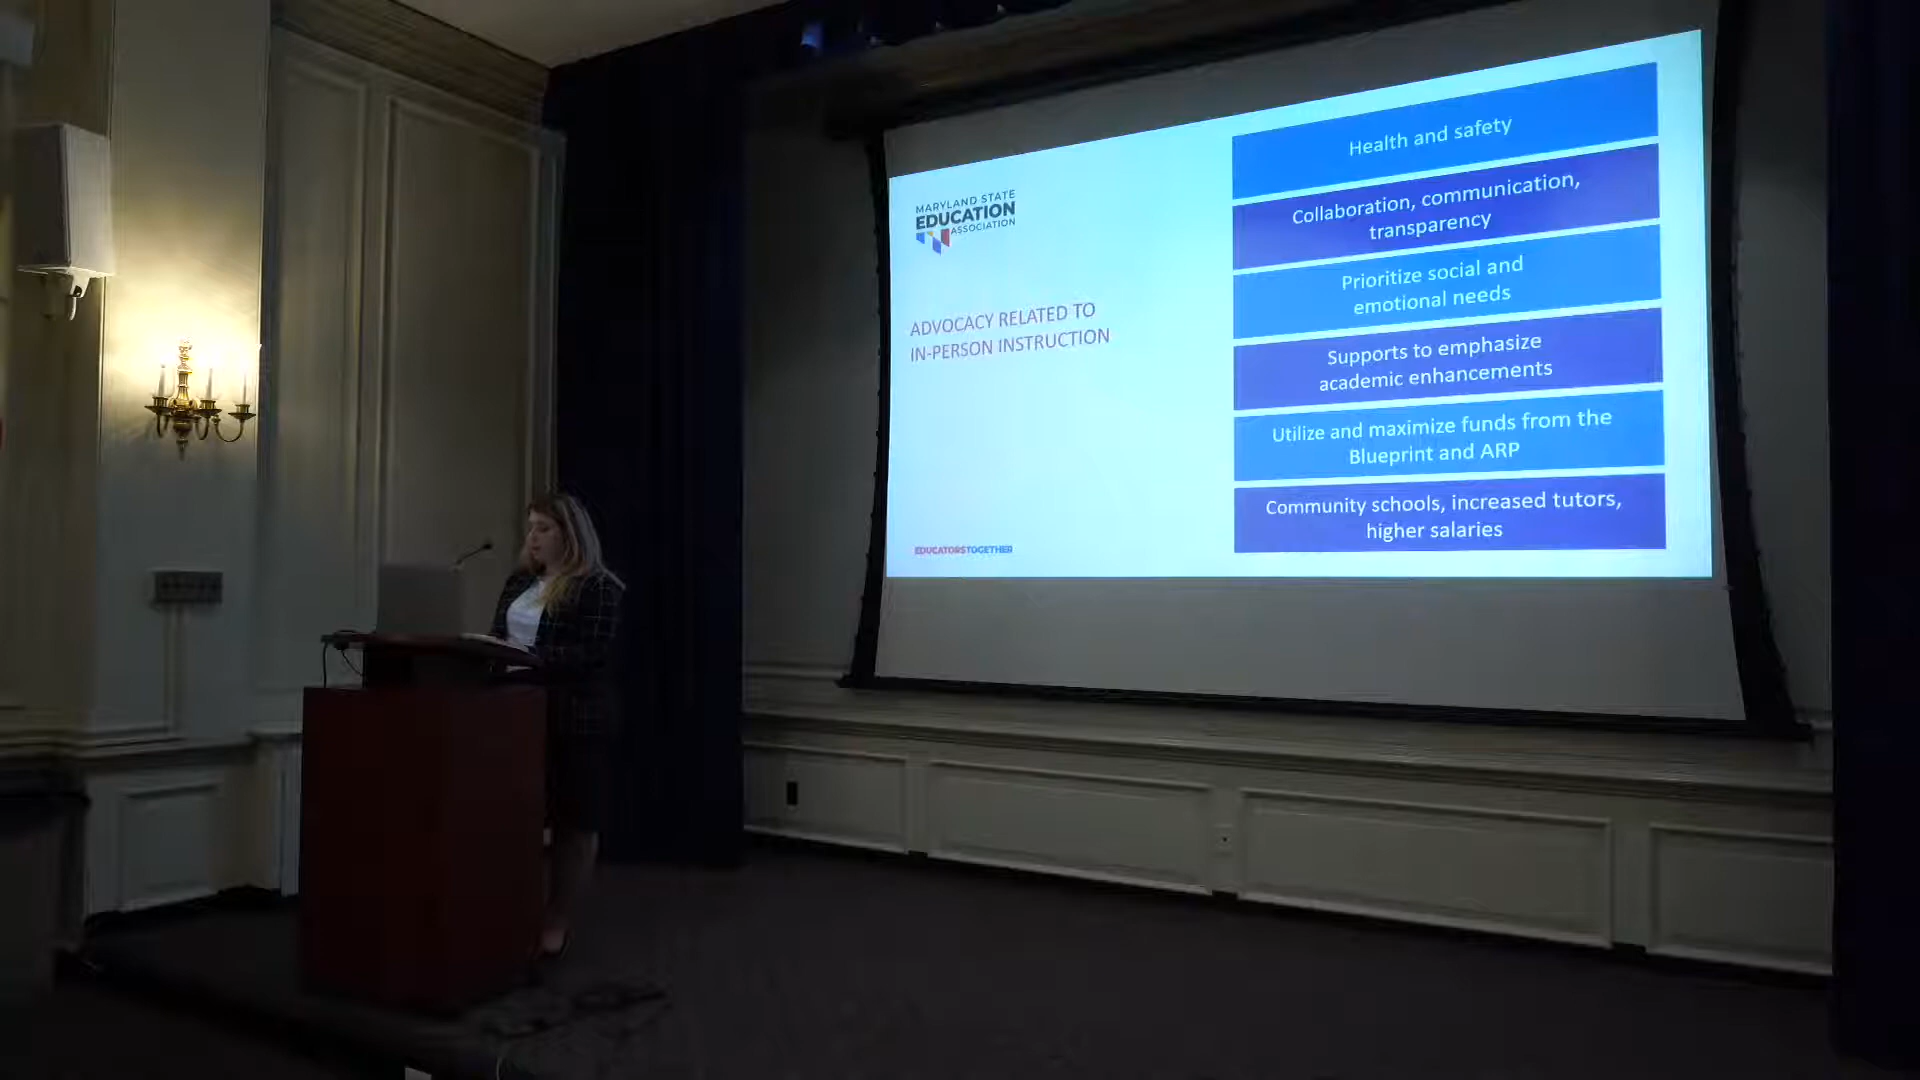 MARYLAND STATE
EDUCATION
ASSOCIATION
ADVOCACY RELATED TO
IN-PERSON INSTRUCTION
EDUCATORSTOGETHER
Health and safety
Collaboration, communication,
transparency
Prioritize social and
emotional needs
Supports to emphasize
academic enhancements
Utilize and maximize funds from the
Blueprint and ARP
Community schools, increased tutors,
higher salaries